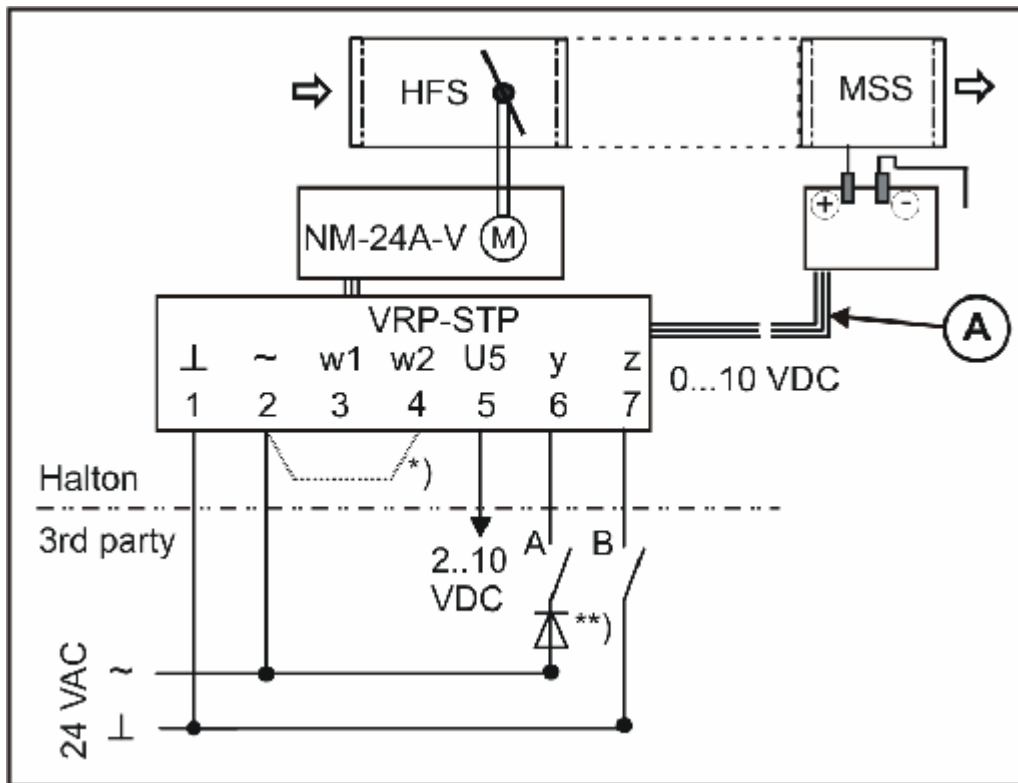 HFS
MSS
NM-24A-V M
+ -
VRP-STP
⊥ ~ w1 w2 U5 y z
1 2 3 4 5 6 7
A
0...10 VDC
*)
Halton
3rd party
2..10
VDC
A
B
**)
24 VAC
~
⊥